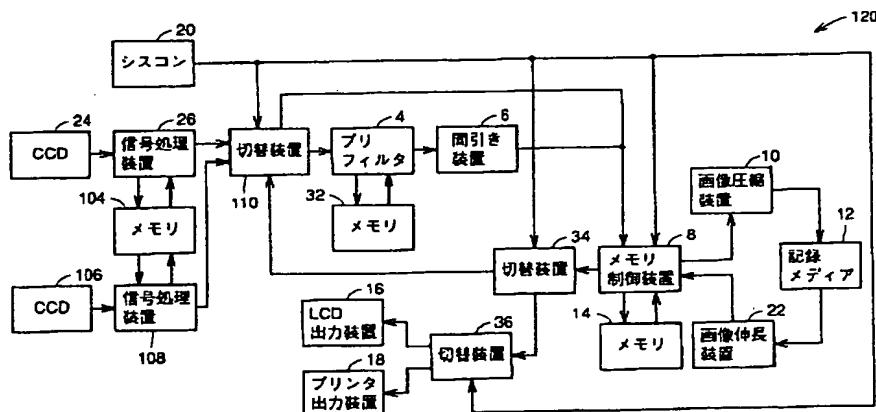 120
20
シスコン
24
CCD
26
信号処理
装置
切替装置
110
4
プリ
フィルタ
6
間引き
装置
104
メモリ
32
メモリ
10
画像圧縮
装置
12
記録
メディア
34
切替装置
8
メモリ
制御装置
106
CCD
信号処理
装置
108
16
LCD
出力装置
36
切替装置
14
メモリ
22
画像伸長
装置
18
プリンタ
出力装置